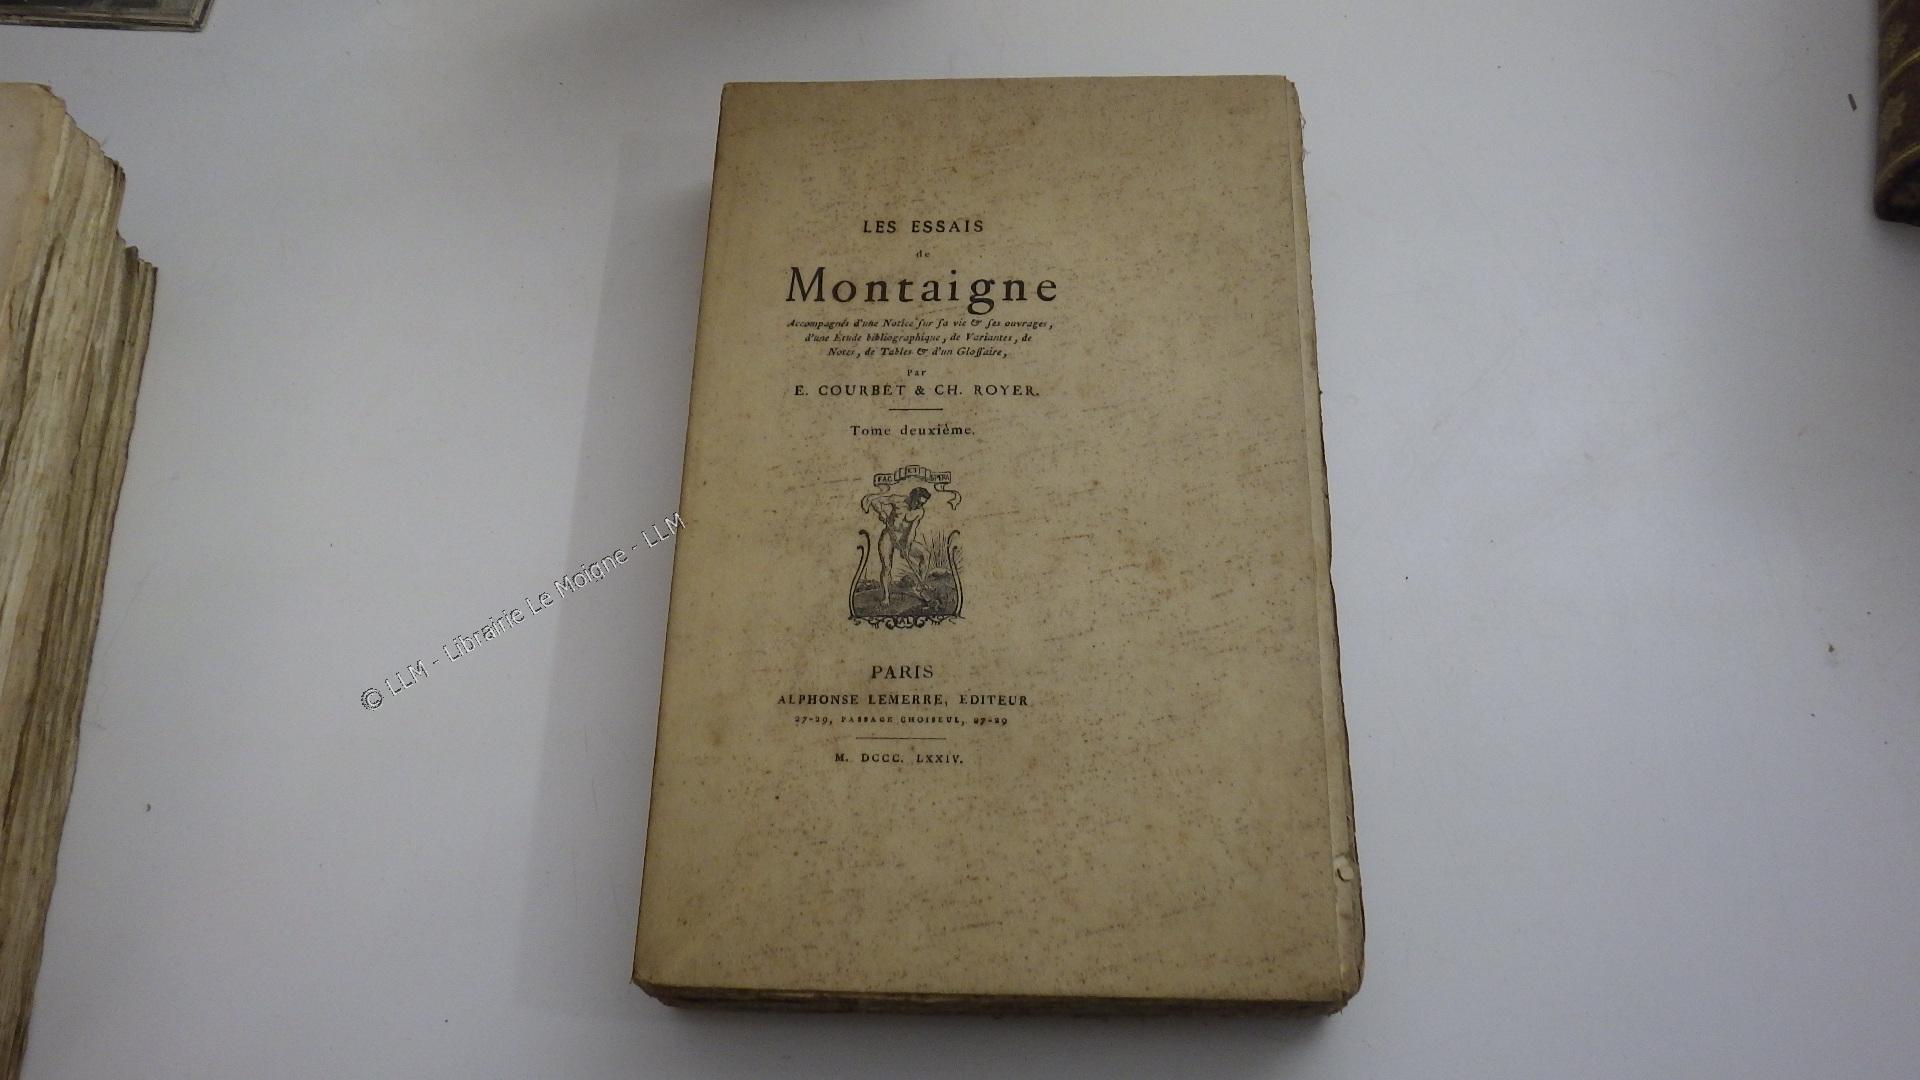 LES ESSAIS
de
Montaigne
Accompagnés d'une Notice ſur ſa vie & ſes ouvrages,
d'une Étude bibliographique, de Variantes, de
Notes, de Tables & d'un Gloſſaire,
Par
E. COURBET & CH. ROYER.
Tome deuxième.
FAC ET SPERA
AL
PARIS
ALPHONSE LEMERRE, EDITEUR
27-29, PASSAGE CHOISEUL, 27-29
M. DCCC. LXXIV.
© LLM - Librairie Le Moigne - LLM